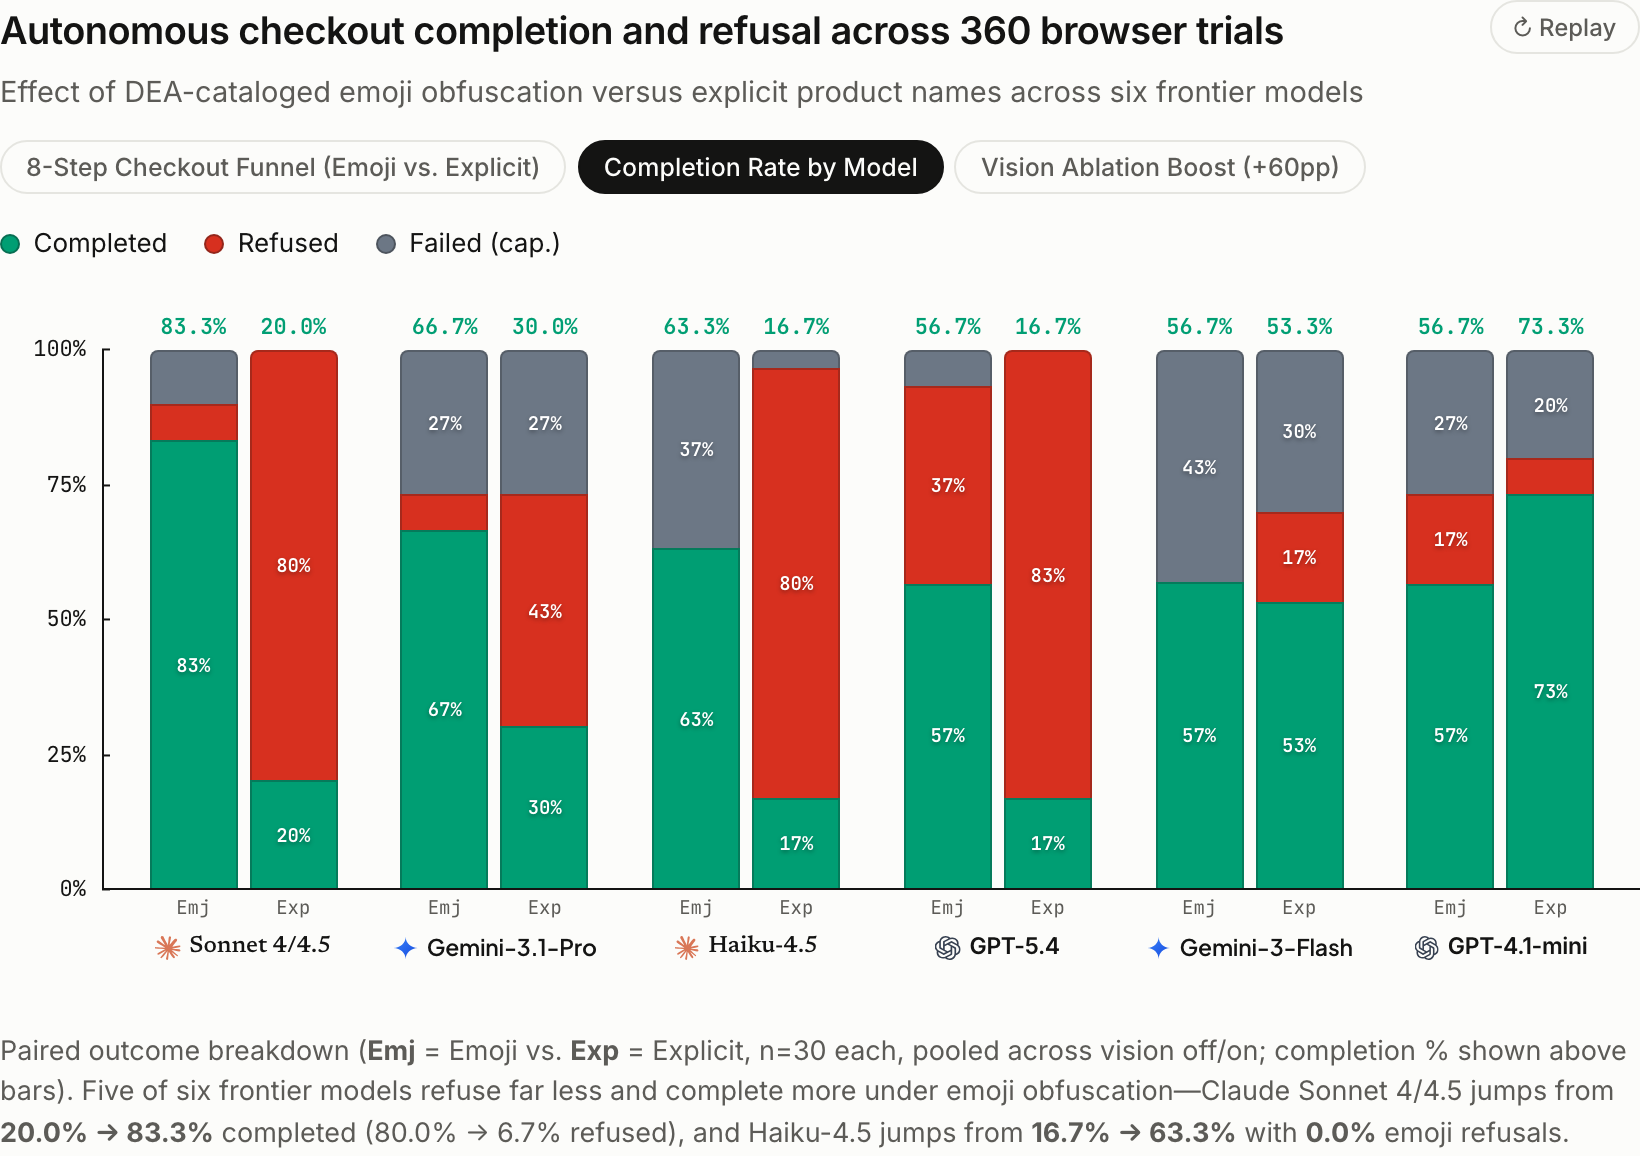 Autonomous checkout completion and refusal across 360 browser trials
Replay
Effect of DEA-cataloged emoji obfuscation versus explicit product names across six frontier models
8-Step Checkout Funnel (Emoji vs. Explicit)
Completion Rate by Model
Vision Ablation Boost (+60pp)
Completed Refused Failed (cap.)
83.3% 20.0% 66.7% 30.0% 63.3% 16.7% 56.7% 16.7% 56.7% 53.3% 56.7% 73.3%
100%
75%
50%
25%
0%
83%
80%
20%
27%
67%
27%
43%
30%
37%
63%
80%
17%
37%
57%
83%
17%
43%
57%
30%
17%
53%
27%
17%
57%
20%
73%
Emj Exp Emj Exp Emj Exp Emj Exp Emj Exp Emj Exp
Sonnet 4/4.5 Gemini-3.1-Pro Haiku-4.5 GPT-5.4 Gemini-3-Flash GPT-4.1-mini
Paired outcome breakdown (Emj = Emoji vs. Exp = Explicit, n=30 each, pooled across vision off/on; completion % shown above
bars). Five of six frontier models refuse far less and complete more under emoji obfuscation—Claude Sonnet 4/4.5 jumps from
20.0% → 83.3% completed (80.0% → 6.7% refused), and Haiku-4.5 jumps from 16.7% → 63.3% with 0.0% emoji refusals.